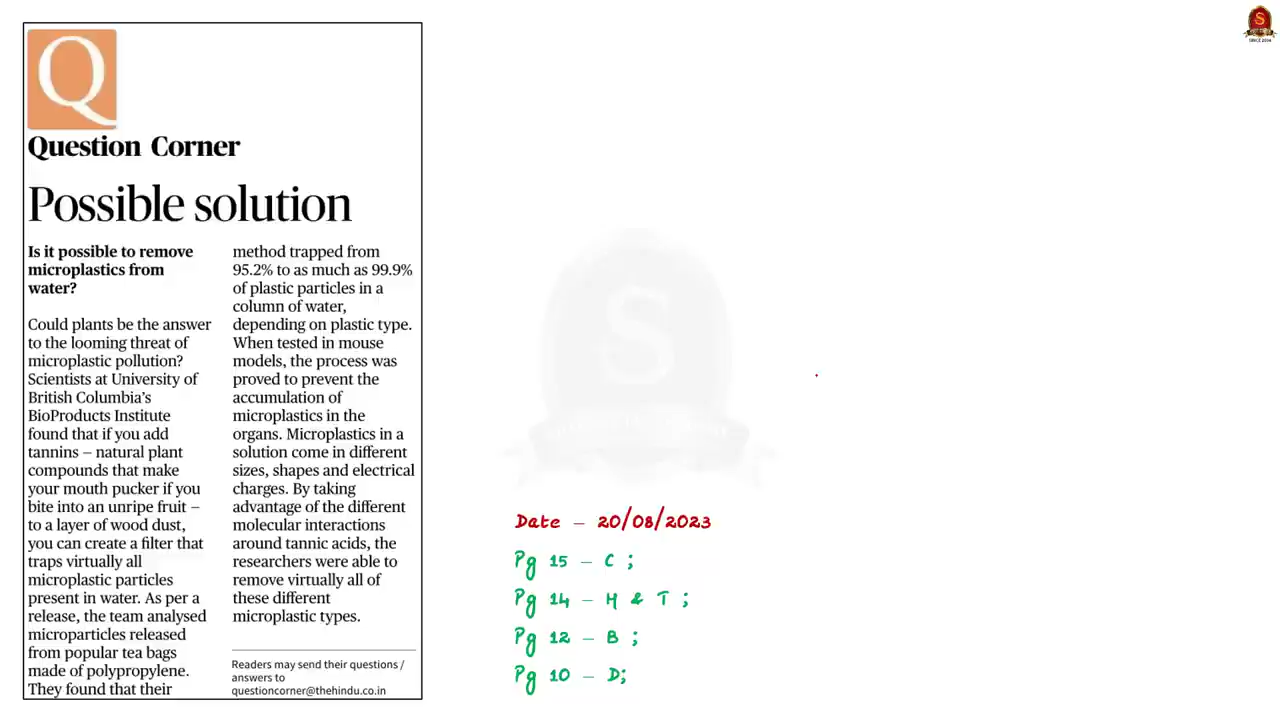 Q
Question Corner
Possible solution
Is it possible to remove
microplastics from
water?
Could plants be the answer
to the looming threat of
microplastic pollution?
Scientists at University of
British Columbia's
BioProducts Institute
found that if you add
tannins – natural plant
compounds that make
your mouth pucker if you
bite into an unripe fruit –
to a layer of wood dust,
you can create a filter that
traps virtually all
microplastic particles
present in water. As per a
release, the team analysed
microparticles released
from popular tea bags
made of polypropylene.
They found that their
method trapped from
95.2% to as much as 99.9%
of plastic particles in a
column of water,
depending on plastic type.
When tested in mouse
models, the process was
proved to prevent the
accumulation of
microplastics in the
organs. Microplastics in a
solution come in different
sizes, shapes and electrical
charges. By taking
advantage of the different
molecular interactions
around tannic acids, the
researchers were able to
remove virtually all of
these different
microplastic types.
Readers may send their questions /
answers to
questioncorner@thehindu.co.in
S
SINCE 2004
S
Date – 20/08/2023
Pg 15 – C ;
Pg 14 – H & T ;
Pg 12 – B ;
Pg 10 – D;